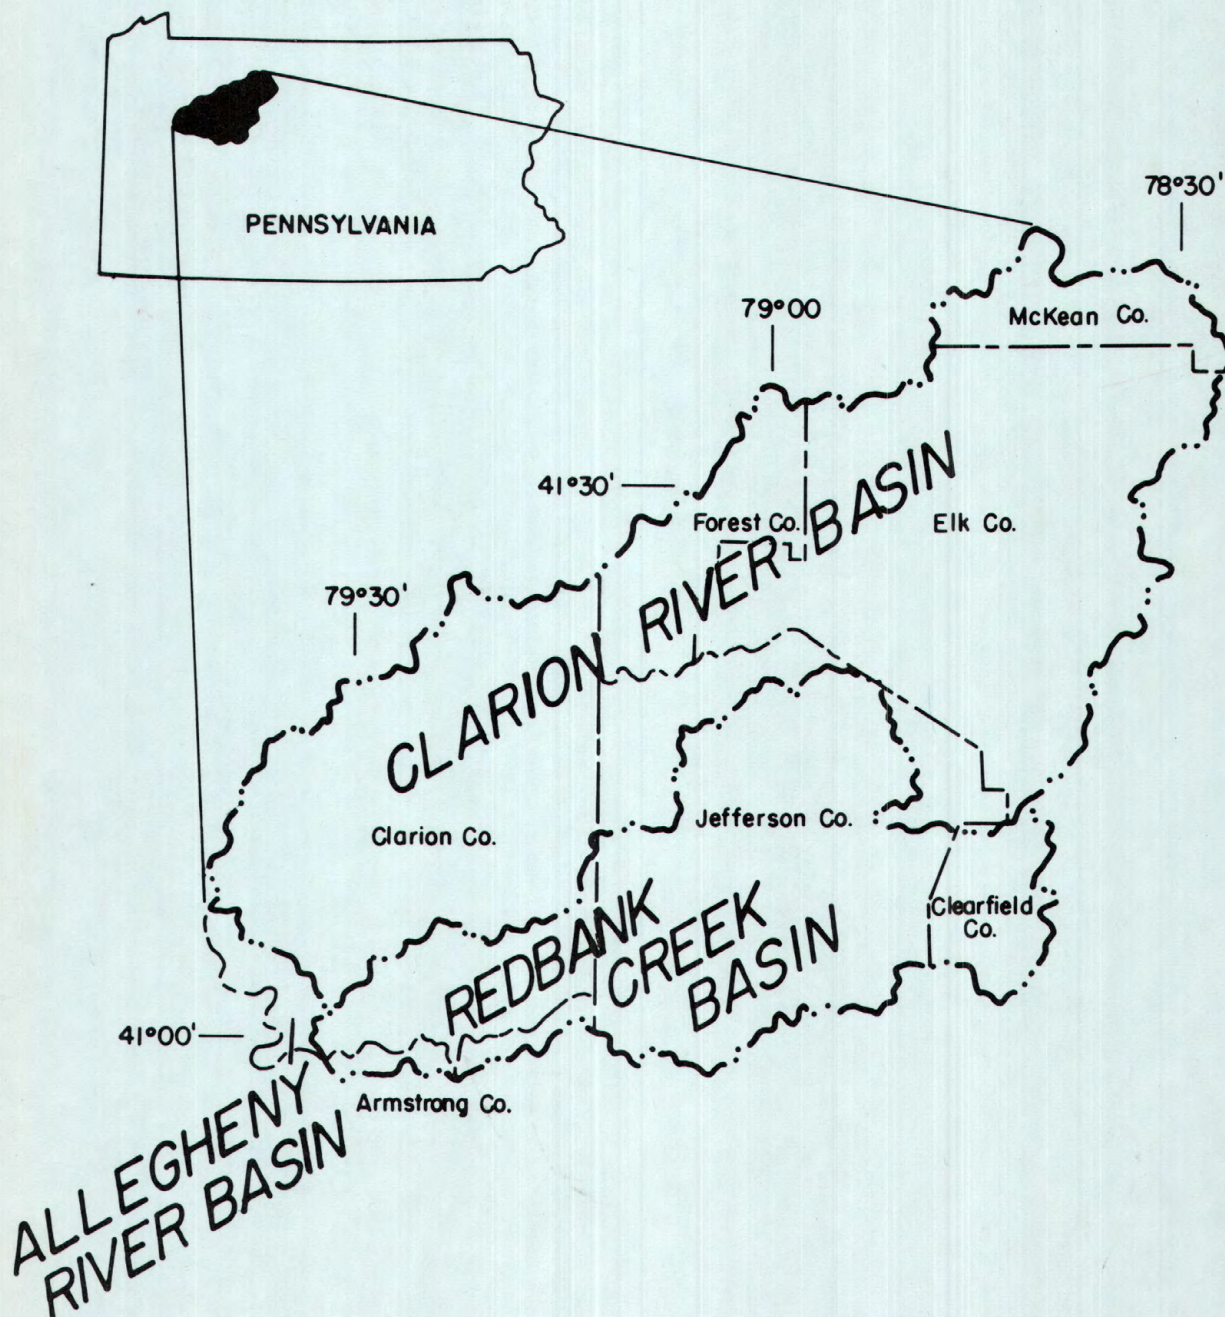 PENNSYLVANIA
78°30'
79°00
McKean Co.
41°30'
Forest Co.
Elk Co.
79°30'
CLARION RIVER BASIN
Clarion Co.
Jefferson Co.
Clearfield
Co.
REDBANK
CREEK
BASIN
41°00'
Armstrong Co.
ALLEGHENY
RIVER BASIN